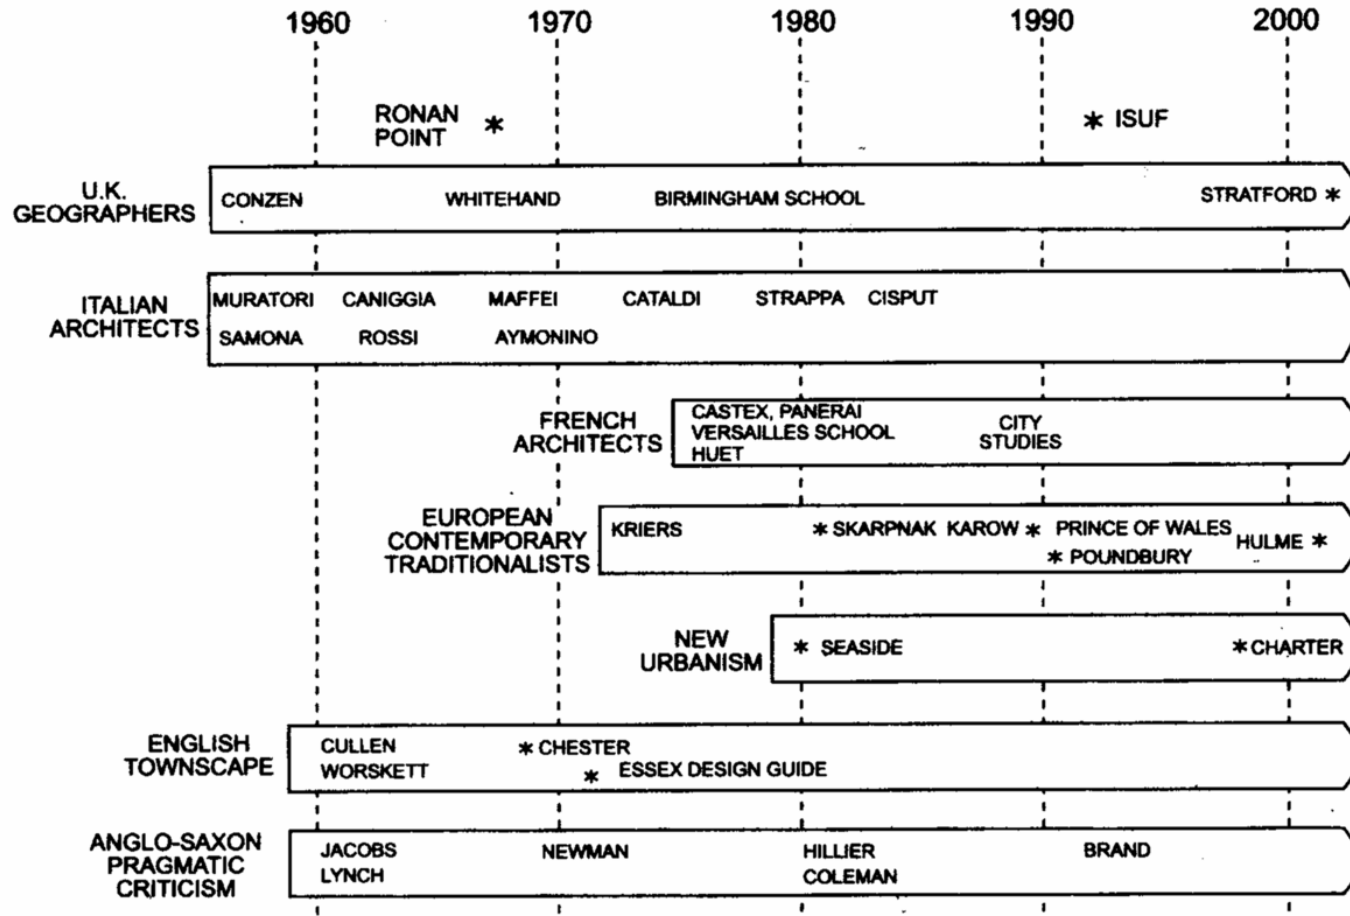 1960 1970 1980 1990 2000
RONAN
POINT * * ISUF
U.K.
GEOGRAPHERS
CONZEN WHITEHAND BIRMINGHAM SCHOOL STRATFORD *
ITALIAN
ARCHITECTS
MURATORI CANIGGIA MAFFEI CATALDI STRAPPA CISPUT
SAMONA ROSSI AYMONINO
FRENCH
ARCHITECTS
CASTEX, PANERAI
VERSAILLES SCHOOL
HUET
CITY
STUDIES
EUROPEAN
CONTEMPORARY
TRADITIONALISTS
KRIERS * SKARPNAK KAROW * PRINCE OF WALES
* POUNDBURY
HULME *
NEW
URBANISM
* SEASIDE * CHARTER
ENGLISH
TOWNSCAPE
CULLEN * CHESTER
WORSKETT * ESSEX DESIGN GUIDE
ANGLO-SAXON
PRAGMATIC
CRITICISM
JACOBS NEWMAN HILLIER BRAND
LYNCH COLEMAN